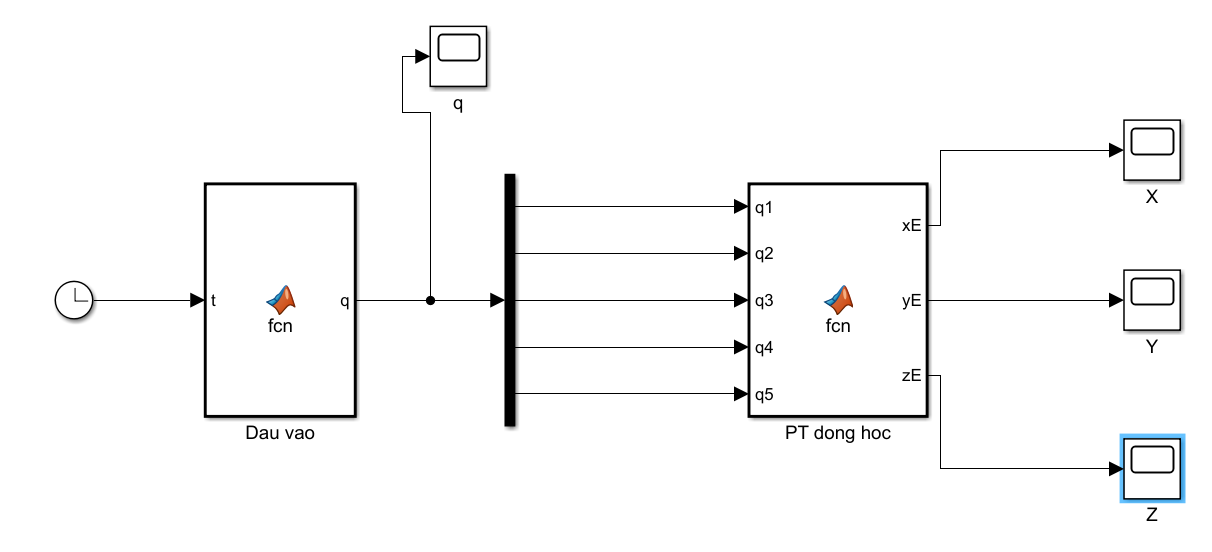 q
X
q1
q2
t
q
q3
q4
q5
fcn
fcn
xE
yE
zE
Y
Dau vao
PT dong hoc
Z